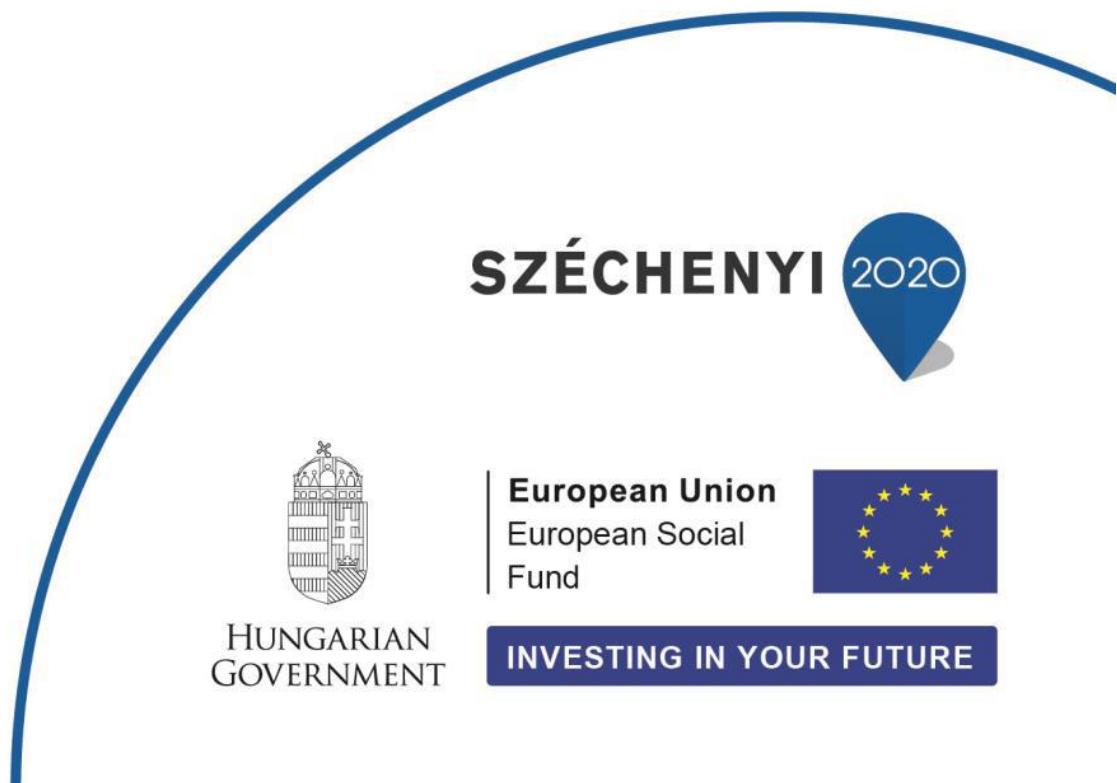 SZÉCHENYI 2020
European Union
European Social
Fund
HUNGARIAN
GOVERNMENT
INVESTING IN YOUR FUTURE